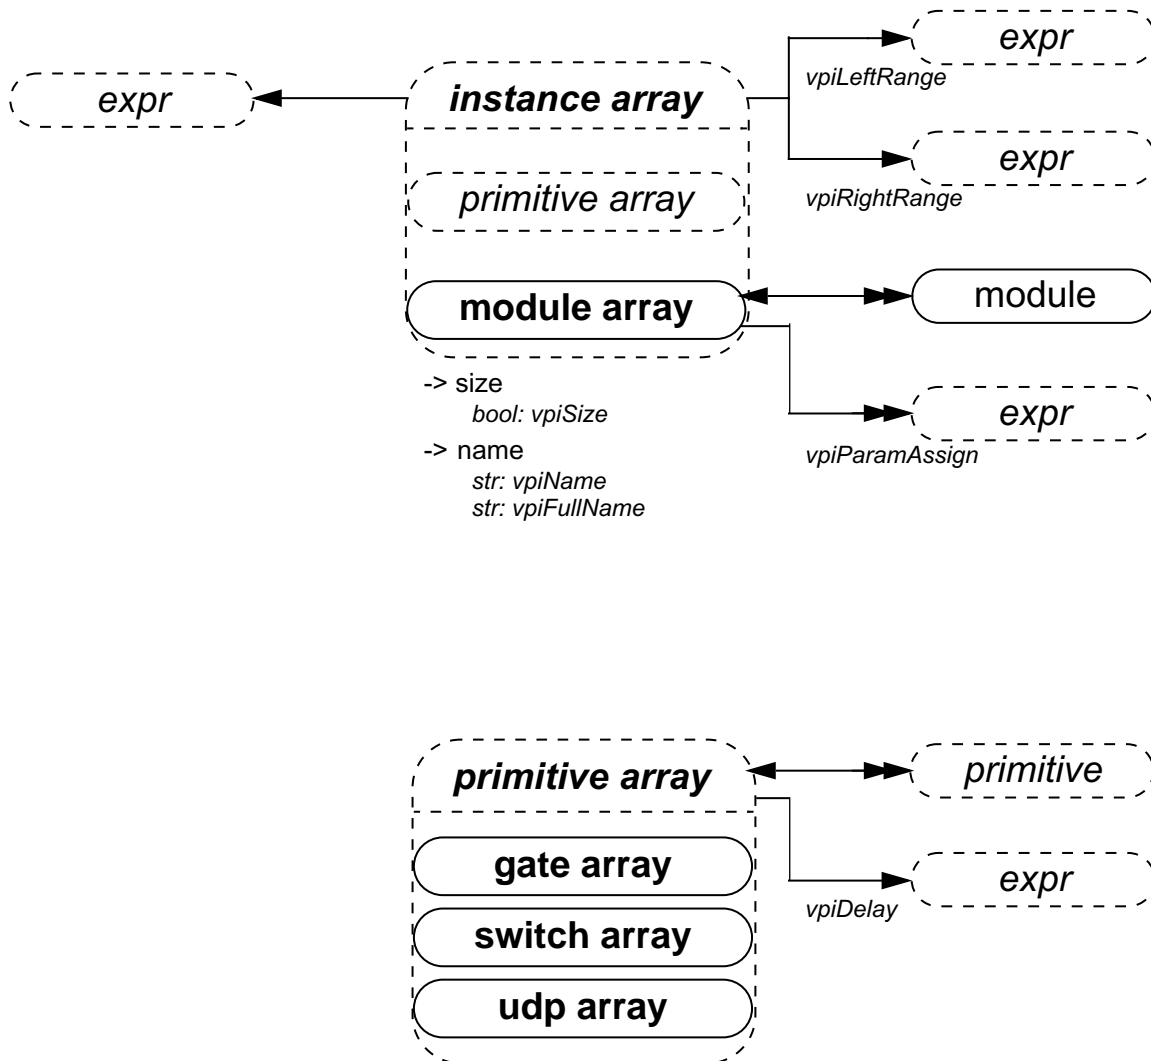 expr
instance array
expr
vpiLeftRange
expr
vpiRightRange
primitive array
module array
module
expr
vpiParamAssign
-> size
bool: vpiSize
-> name
str: vpiName
str: vpiFullName
primitive array
primitive
gate array
expr
vpiDelay
switch array
udp array